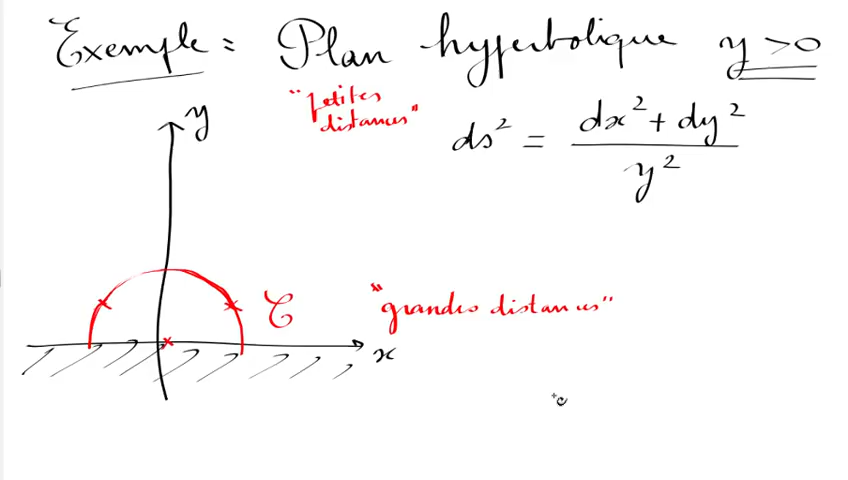 Exemple : Plan hyperbolique y > 0
"petites
distances"
y
ds² = (dx² + dy²) / y²
C
"grandes distances"
x